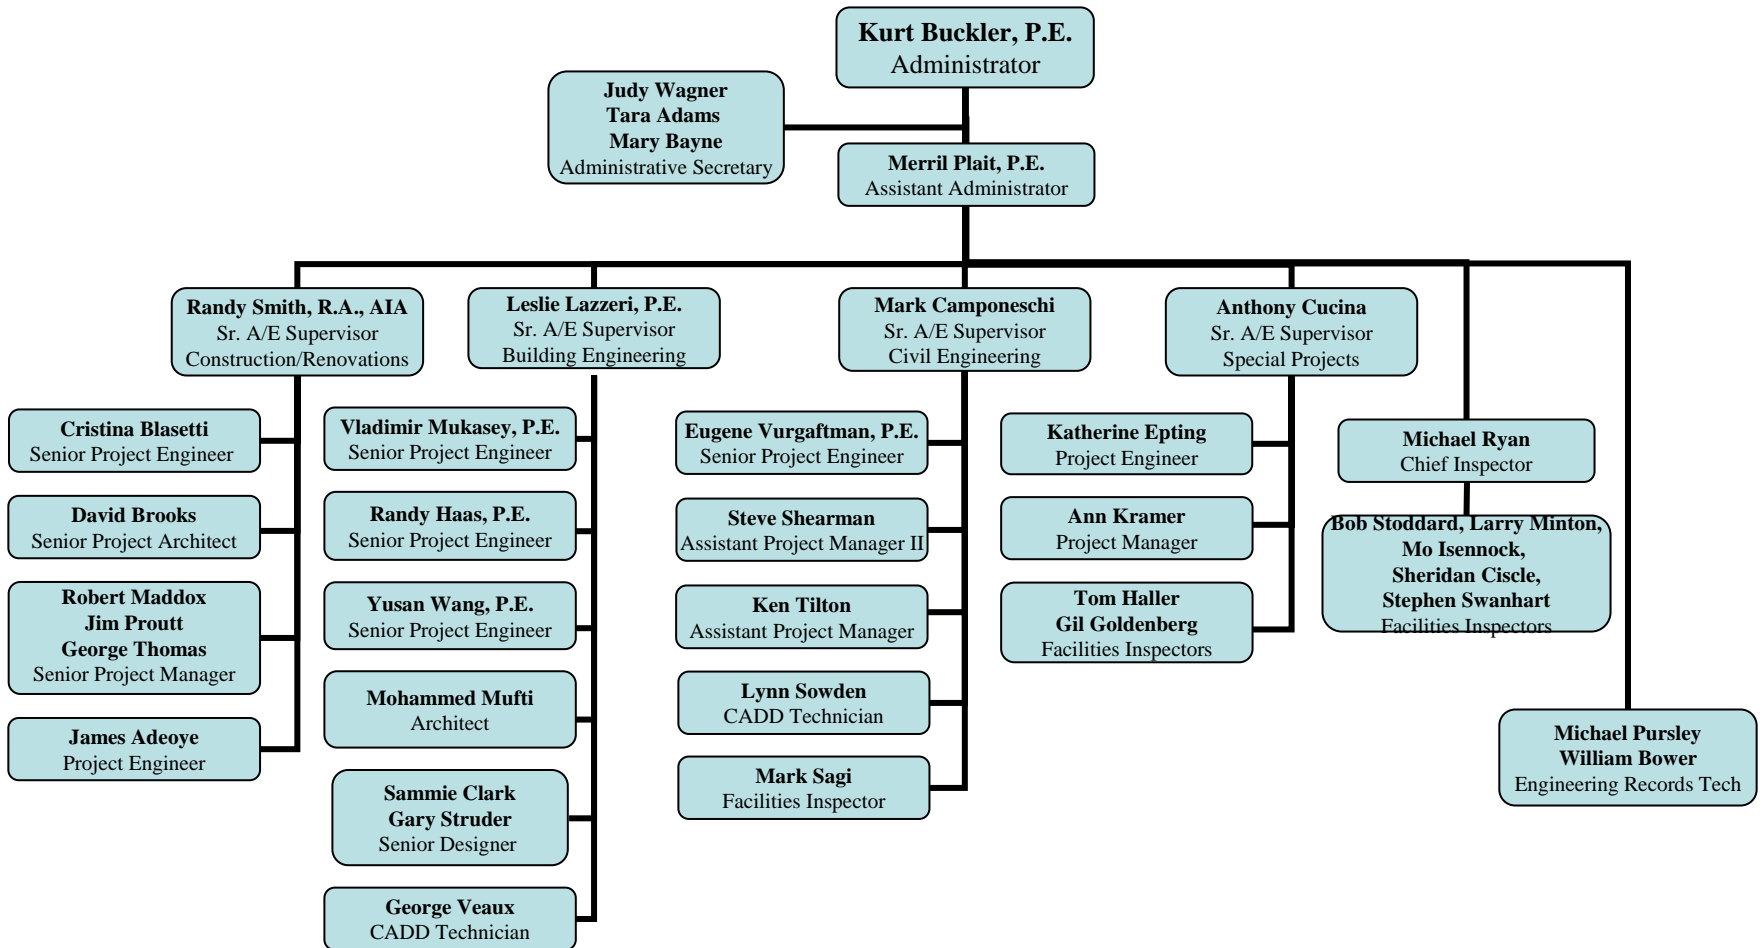 Kurt Buckler, P.E.
Administrator
Judy Wagner
Tara Adams
Mary Bayne
Administrative Secretary
Merril Plait, P.E.
Assistant Administrator
Randy Smith, R.A., AIA
Sr. A/E Supervisor
Construction/Renovations
Cristina Blasetti
Senior Project Engineer
David Brooks
Senior Project Architect
Robert Maddox
Jim Proutt
George Thomas
Senior Project Manager
James Adeoye
Project Engineer
Leslie Lazzeri, P.E.
Sr. A/E Supervisor
Building Engineering
Vladimir Mukasey, P.E.
Senior Project Engineer
Randy Haas, P.E.
Senior Project Engineer
Yusan Wang, P.E.
Senior Project Engineer
Mohammed Mufti
Architect
Sammie Clark
Gary Struder
Senior Designer
George Veaux
CADD Technician
Mark Camponeschi
Sr. A/E Supervisor
Civil Engineering
Eugene Vurgaftman, P.E.
Senior Project Engineer
Steve Shearman
Assistant Project Manager II
Ken Tilton
Assistant Project Manager
Lynn Sowden
CADD Technician
Mark Sagi
Facilities Inspector
Anthony Cucina
Sr. A/E Supervisor
Special Projects
Katherine Epting
Project Engineer
Ann Kramer
Project Manager
Tom Haller
Gil Goldenberg
Facilities Inspectors
Michael Ryan
Chief Inspector
Bob Stoddard, Larry Minton,
Mo Isennock,
Sheridan Ciscle,
Stephen Swanhart
Facilities Inspectors
Michael Pursley
William Bower
Engineering Records Tech